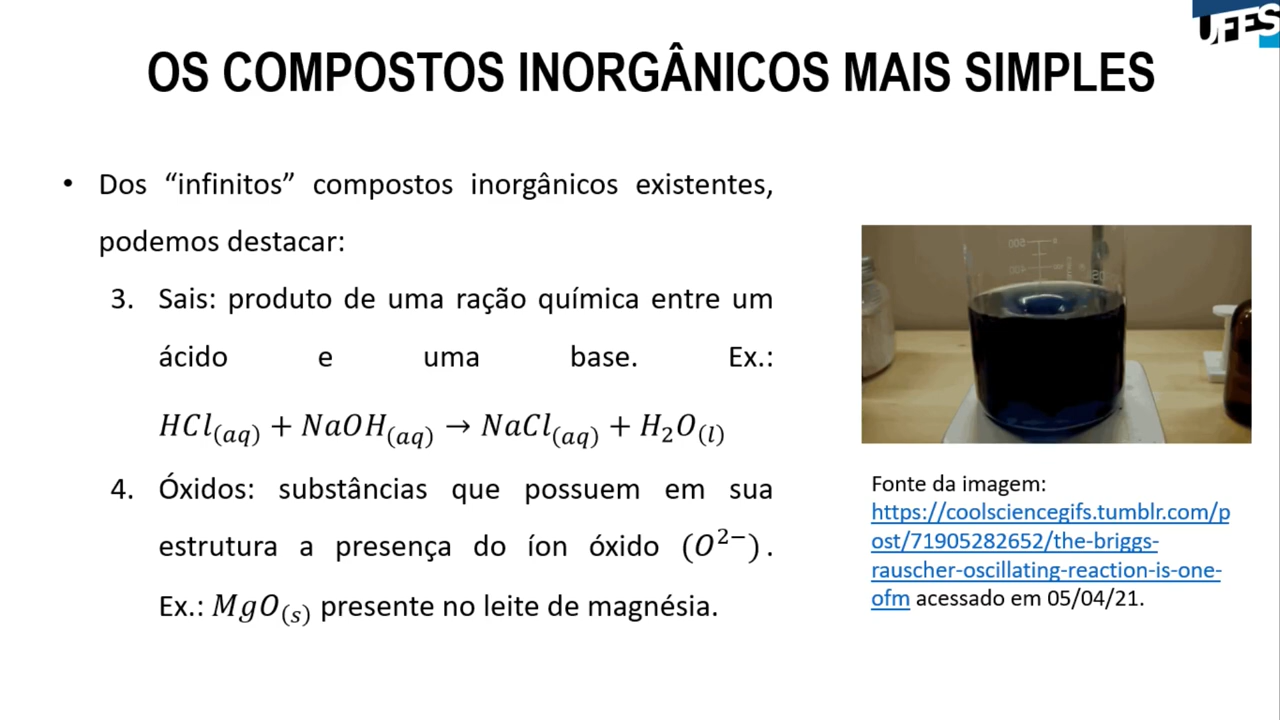 UFES
OS COMPOSTOS INORGÂNICOS MAIS SIMPLES
• Dos “infinitos” compostos inorgânicos existentes,
podemos destacar:
3. Sais: produto de uma ração química entre um
ácido e uma base. Ex.:
HCl(aq) + NaOH(aq) → NaCl(aq) + H₂O(l)
4. Óxidos: substâncias que possuem em sua
estrutura a presença do íon óxido (O²⁻).
Ex.: MgO(s) presente no leite de magnésia.
Fonte da imagem:
https://coolsciencegifs.tumblr.com/p
ost/71905282652/the-briggs-
rauscher-oscillating-reaction-is-one-
ofm acessado em 05/04/21.